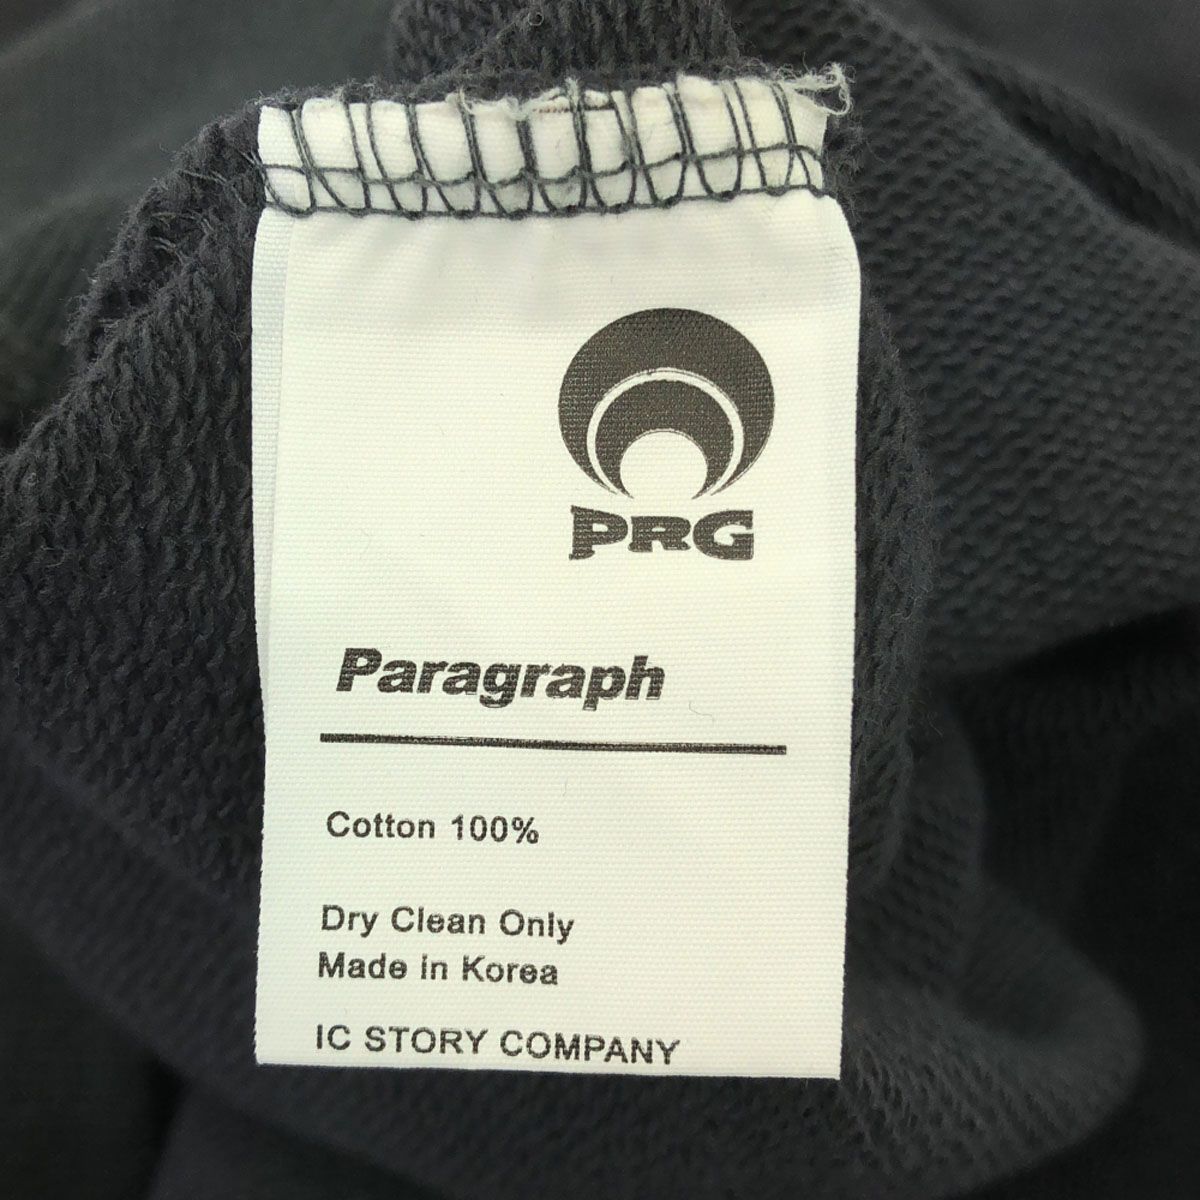 PRG
Paragraph
Cotton 100%
Dry Clean Only
Made in Korea
IC STORY COMPANY